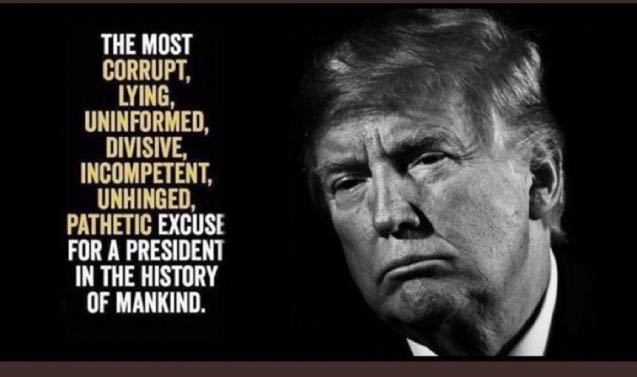 THE MOST
CORRUPT,
LYING,
UNINFORMED,
DIVISIVE,
INCOMPETENT,
UNHINGED,
PATHETIC EXCUSE
FOR A PRESIDENT
IN THE HISTORY
OF MANKIND.